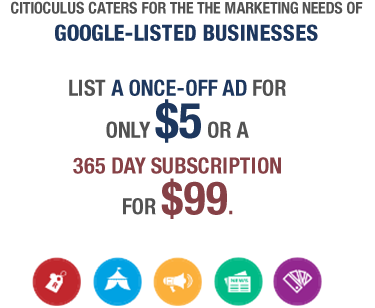 CITIOCULUS CATERS FOR THE THE MARKETING NEEDS OF
GOOGLE-LISTED BUSINESSES
LIST A ONCE-OFF AD FOR
ONLY $5 OR A
365 DAY SUBSCRIPTION
FOR $99.
NEWS